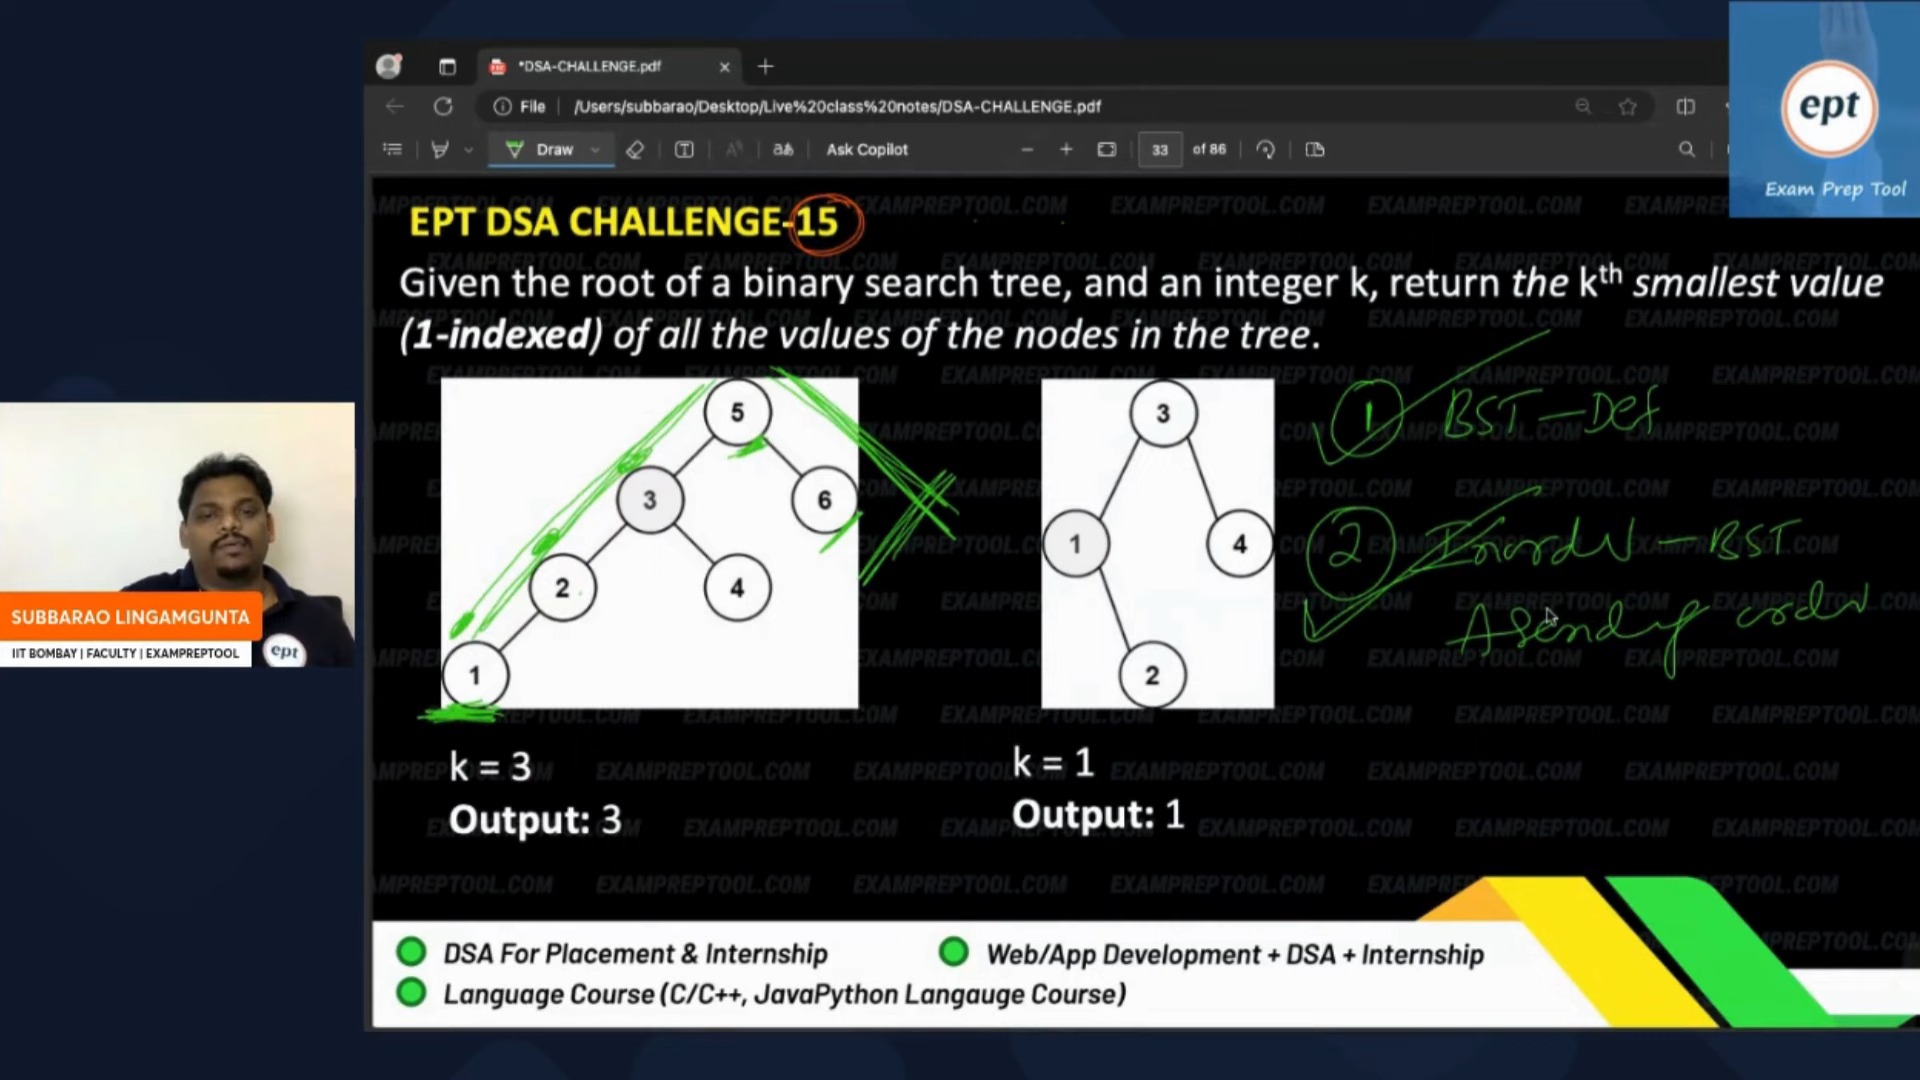 *DSA-CHALLENGE.pdf
File
/Users/subbarao/Desktop/Live%20class%20notes/DSA-CHALLENGE.pdf
Draw
Ask Copilot
33 of 86
ept
Exam Prep Tool
EPT DSA CHALLENGE-15
Given the root of a binary search tree, and an integer k, return the kth smallest value
(1-indexed) of all the values of the nodes in the tree.
5
3
6
2
4
1
3
1
4
2
1 BST - Def
2 Inorder - BST
Asendig order
k = 3
Output: 3
k = 1
Output: 1
SUBBARAO LINGAMGUNTA
IIT BOMBAY | FACULTY | EXAMPREPTOOL
ept
DSA For Placement & Internship
Web/App Development + DSA + Internship
Language Course (C/C++, JavaPython Langauge Course)
EXAMPREPTOOL.COM